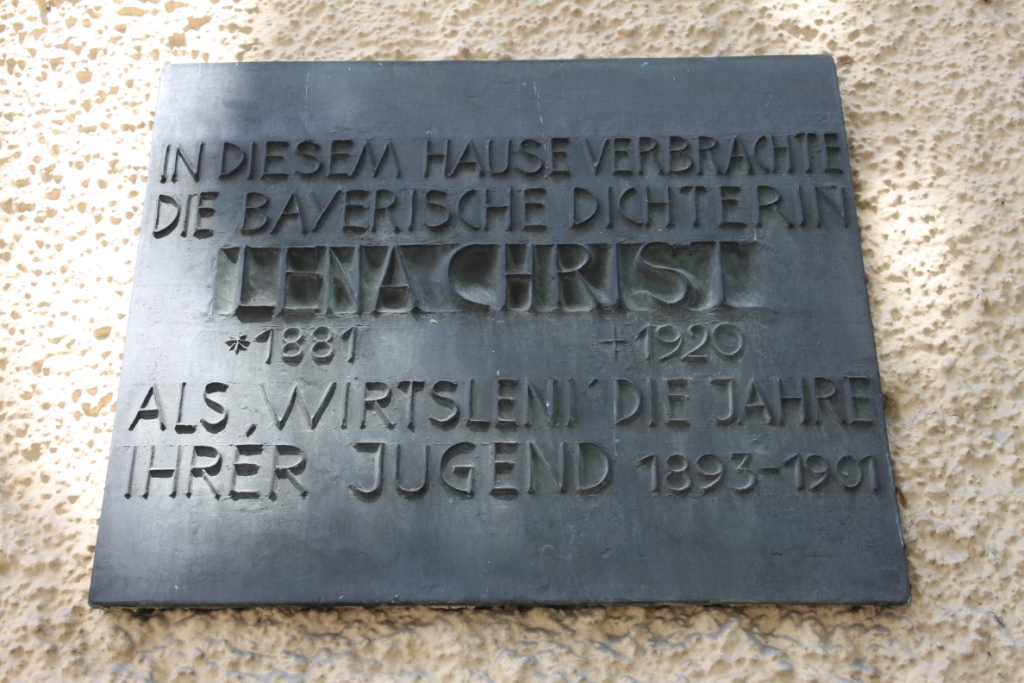 IN DIESEM HAUSE VERBRACHTE
DIE BAYERISCHE DICHTERIN
LENA CHRIST
*1881 +1920
ALS ‚WIRTSLENI´ DIE JAHRE
IHRER JUGEND 1893-1901